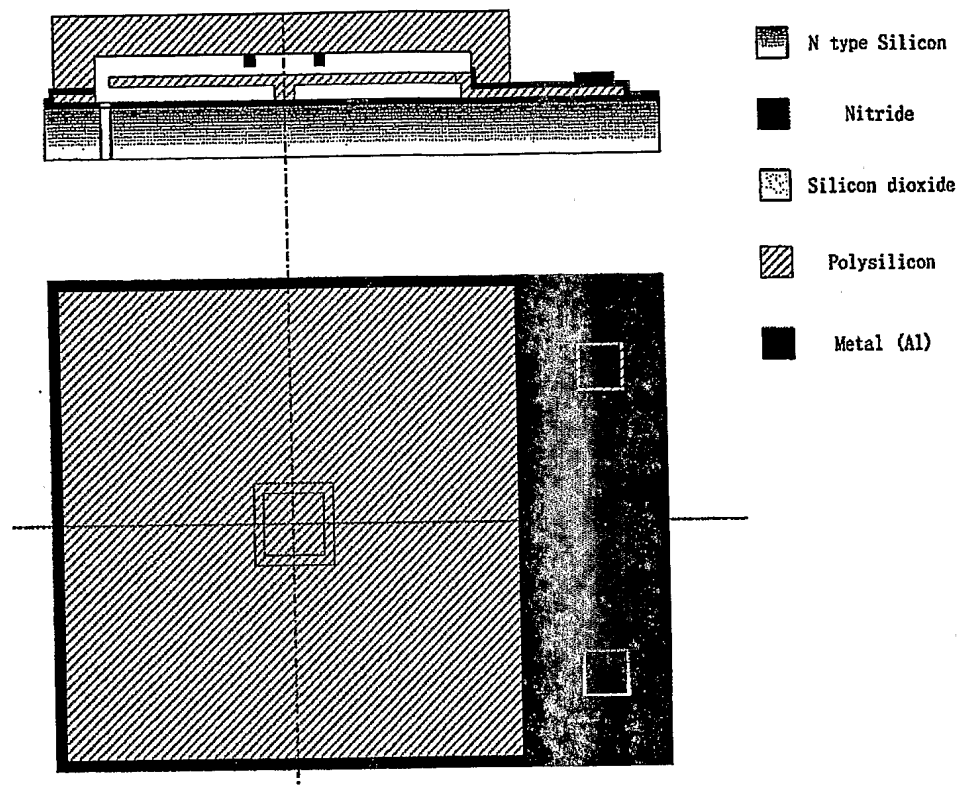 N type Silicon
Nitride
Silicon dioxide
Polysilicon
Metal (Al)